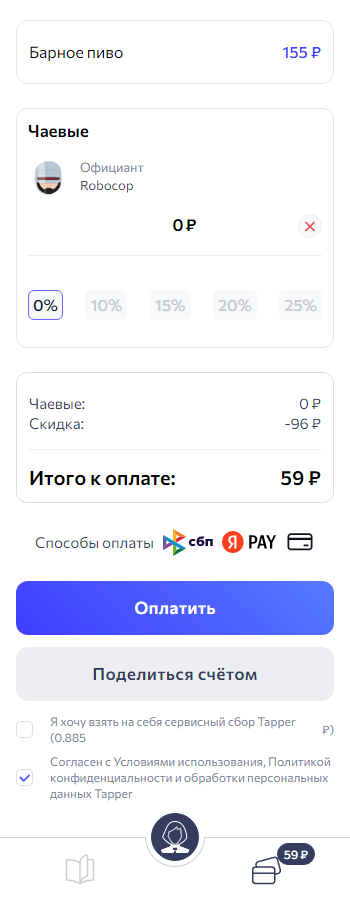 Барное пиво 155 ₽
Чаевые
Официант
Robocop
0 ₽
0% 10% 15% 20% 25%
Чаевые: 0 ₽
Скидка: -96 ₽
Итого к оплате: 59 ₽
Способы оплаты сбп Я PAY
Оплатить
Поделиться счётом
Я хочу взять на себя сервисный сбор Tapper
(0.885 ₽)
Согласен с Условиями использования, Политикой
конфиденциальности и обработки персональных
данных Tapper
59 ₽